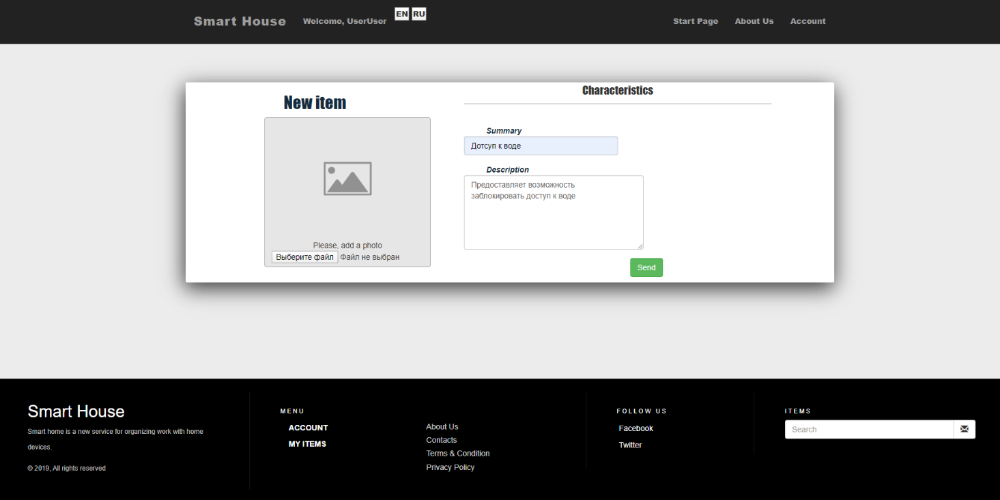 Smart House
Welcome, UserUser
EN RU
Start Page
About Us
Account
New item
Please, add a photo
Выберите файл Файл не выбран
Characteristics
Summary
Дотсуп к воде
Description
Предоставляет возможность
заблокировать доступ к воде
Send
Smart House
Smart home is a new service for organizing work with home
devices.
© 2019, All rights reserved
MENU
ACCOUNT
MY ITEMS
About Us
Contacts
Terms & Condition
Privacy Policy
FOLLOW US
Facebook
Twitter
ITEMS
Search